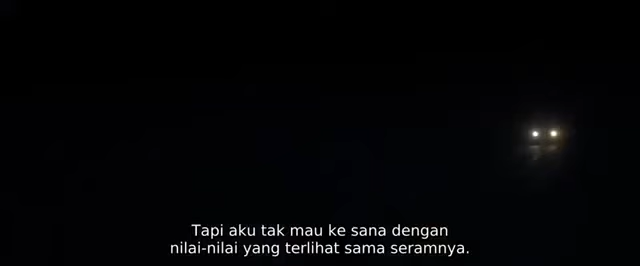 Tapi aku tak mau ke sana dengan
nilai-nilai yang terlihat sama seramnya.